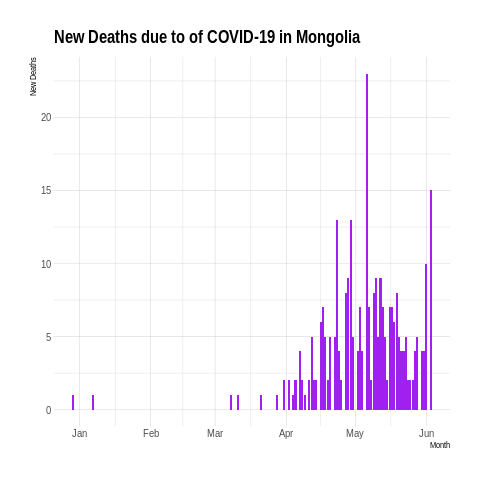 New Deaths due to of COVID-19 in Mongolia
New Deaths
20
15
10
5
0
Jan Feb Mar Apr May Jun
Month